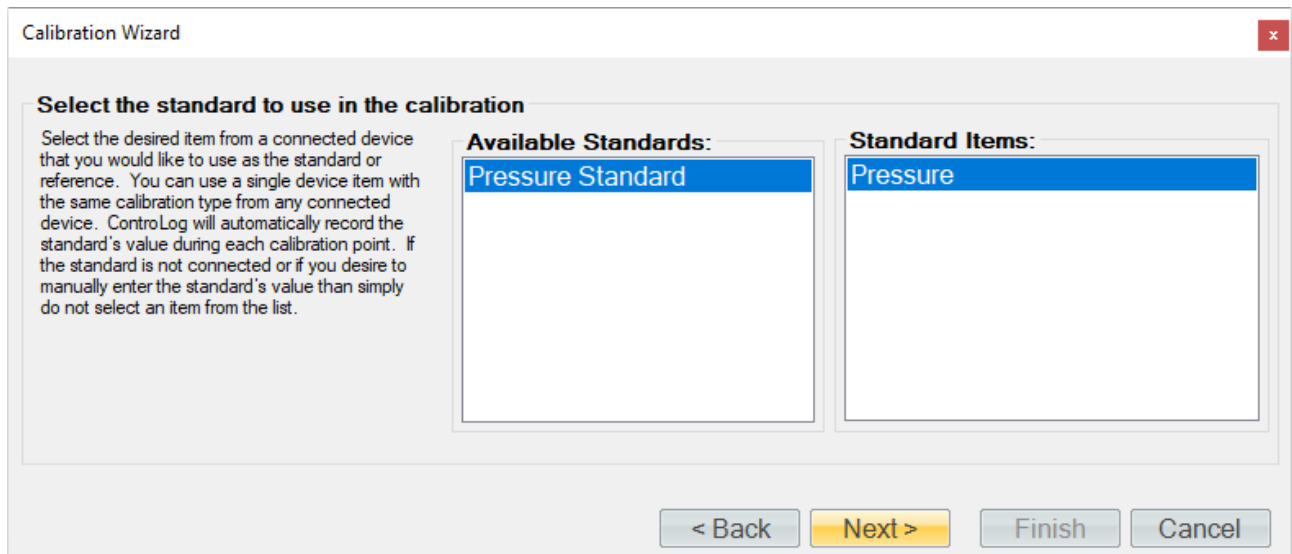 Calibration Wizard
x
Select the standard to use in the calibration
Select the desired item from a connected device
that you would like to use as the standard or
reference.  You can use a single device item with
the same calibration type from any connected
device.  ControLog will automatically record the
standard's value during each calibration point.  If
the standard is not connected or if you desire to
manually enter the standard's value than simply
do not select an item from the list.
Available Standards:
Pressure Standard
Standard Items:
Pressure
< Back
Next >
Finish
Cancel